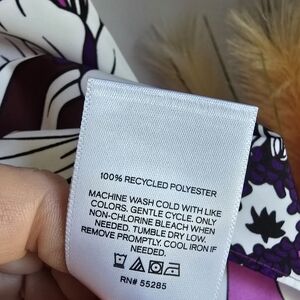 100% RECYCLED POLYESTER
MACHINE WASH COLD WITH LIKE
COLORS. GENTLE CYCLE. ONLY
NON-CHLORINE BLEACH WHEN
NEEDED. TUMBLE DRY LOW.
REMOVE PROMPTLY. COOL IRON IF
NEEDED.
RN# 55285